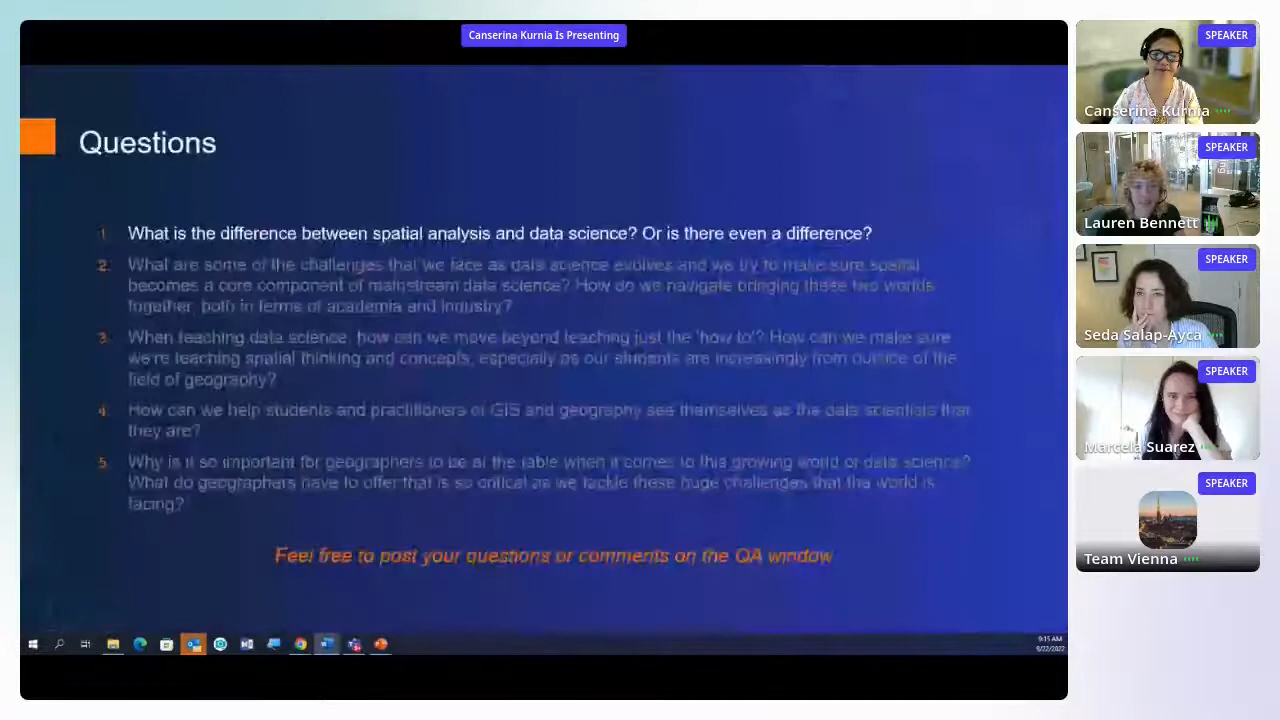 Canserina Kurnia Is Presenting
Questions
1. What is the difference between spatial analysis and data science? Or is there even a difference?
2. What are some of the challenges that we face as data science evolves and we try to make sure spatial
becomes a core component of mainstream data science? How do we navigate bringing these two worlds
together, both in terms of academia and industry?
3. When teaching data science, how can we move beyond teaching just the 'how to'? How can we make sure
we're teaching spatial thinking and concepts, especially as our students are increasingly from outside of the
field of geography?
4. How can we help students and practitioners of GIS and geography see themselves as the data scientists that
they are?
5. Why is it so important for geographers to be at the table when it comes to this growing world of data science?
What do geographers have to offer that is so critical as we tackle these huge challenges that the world is
facing?
Feel free to post your questions or comments on the QA window
9:15 AM
9/22/2022
SPEAKER
Canserina Kurnia
SPEAKER
Lauren Bennett
SPEAKER
Seda Salap-Ayca
SPEAKER
Marcela Suarez
SPEAKER
Team Vienna